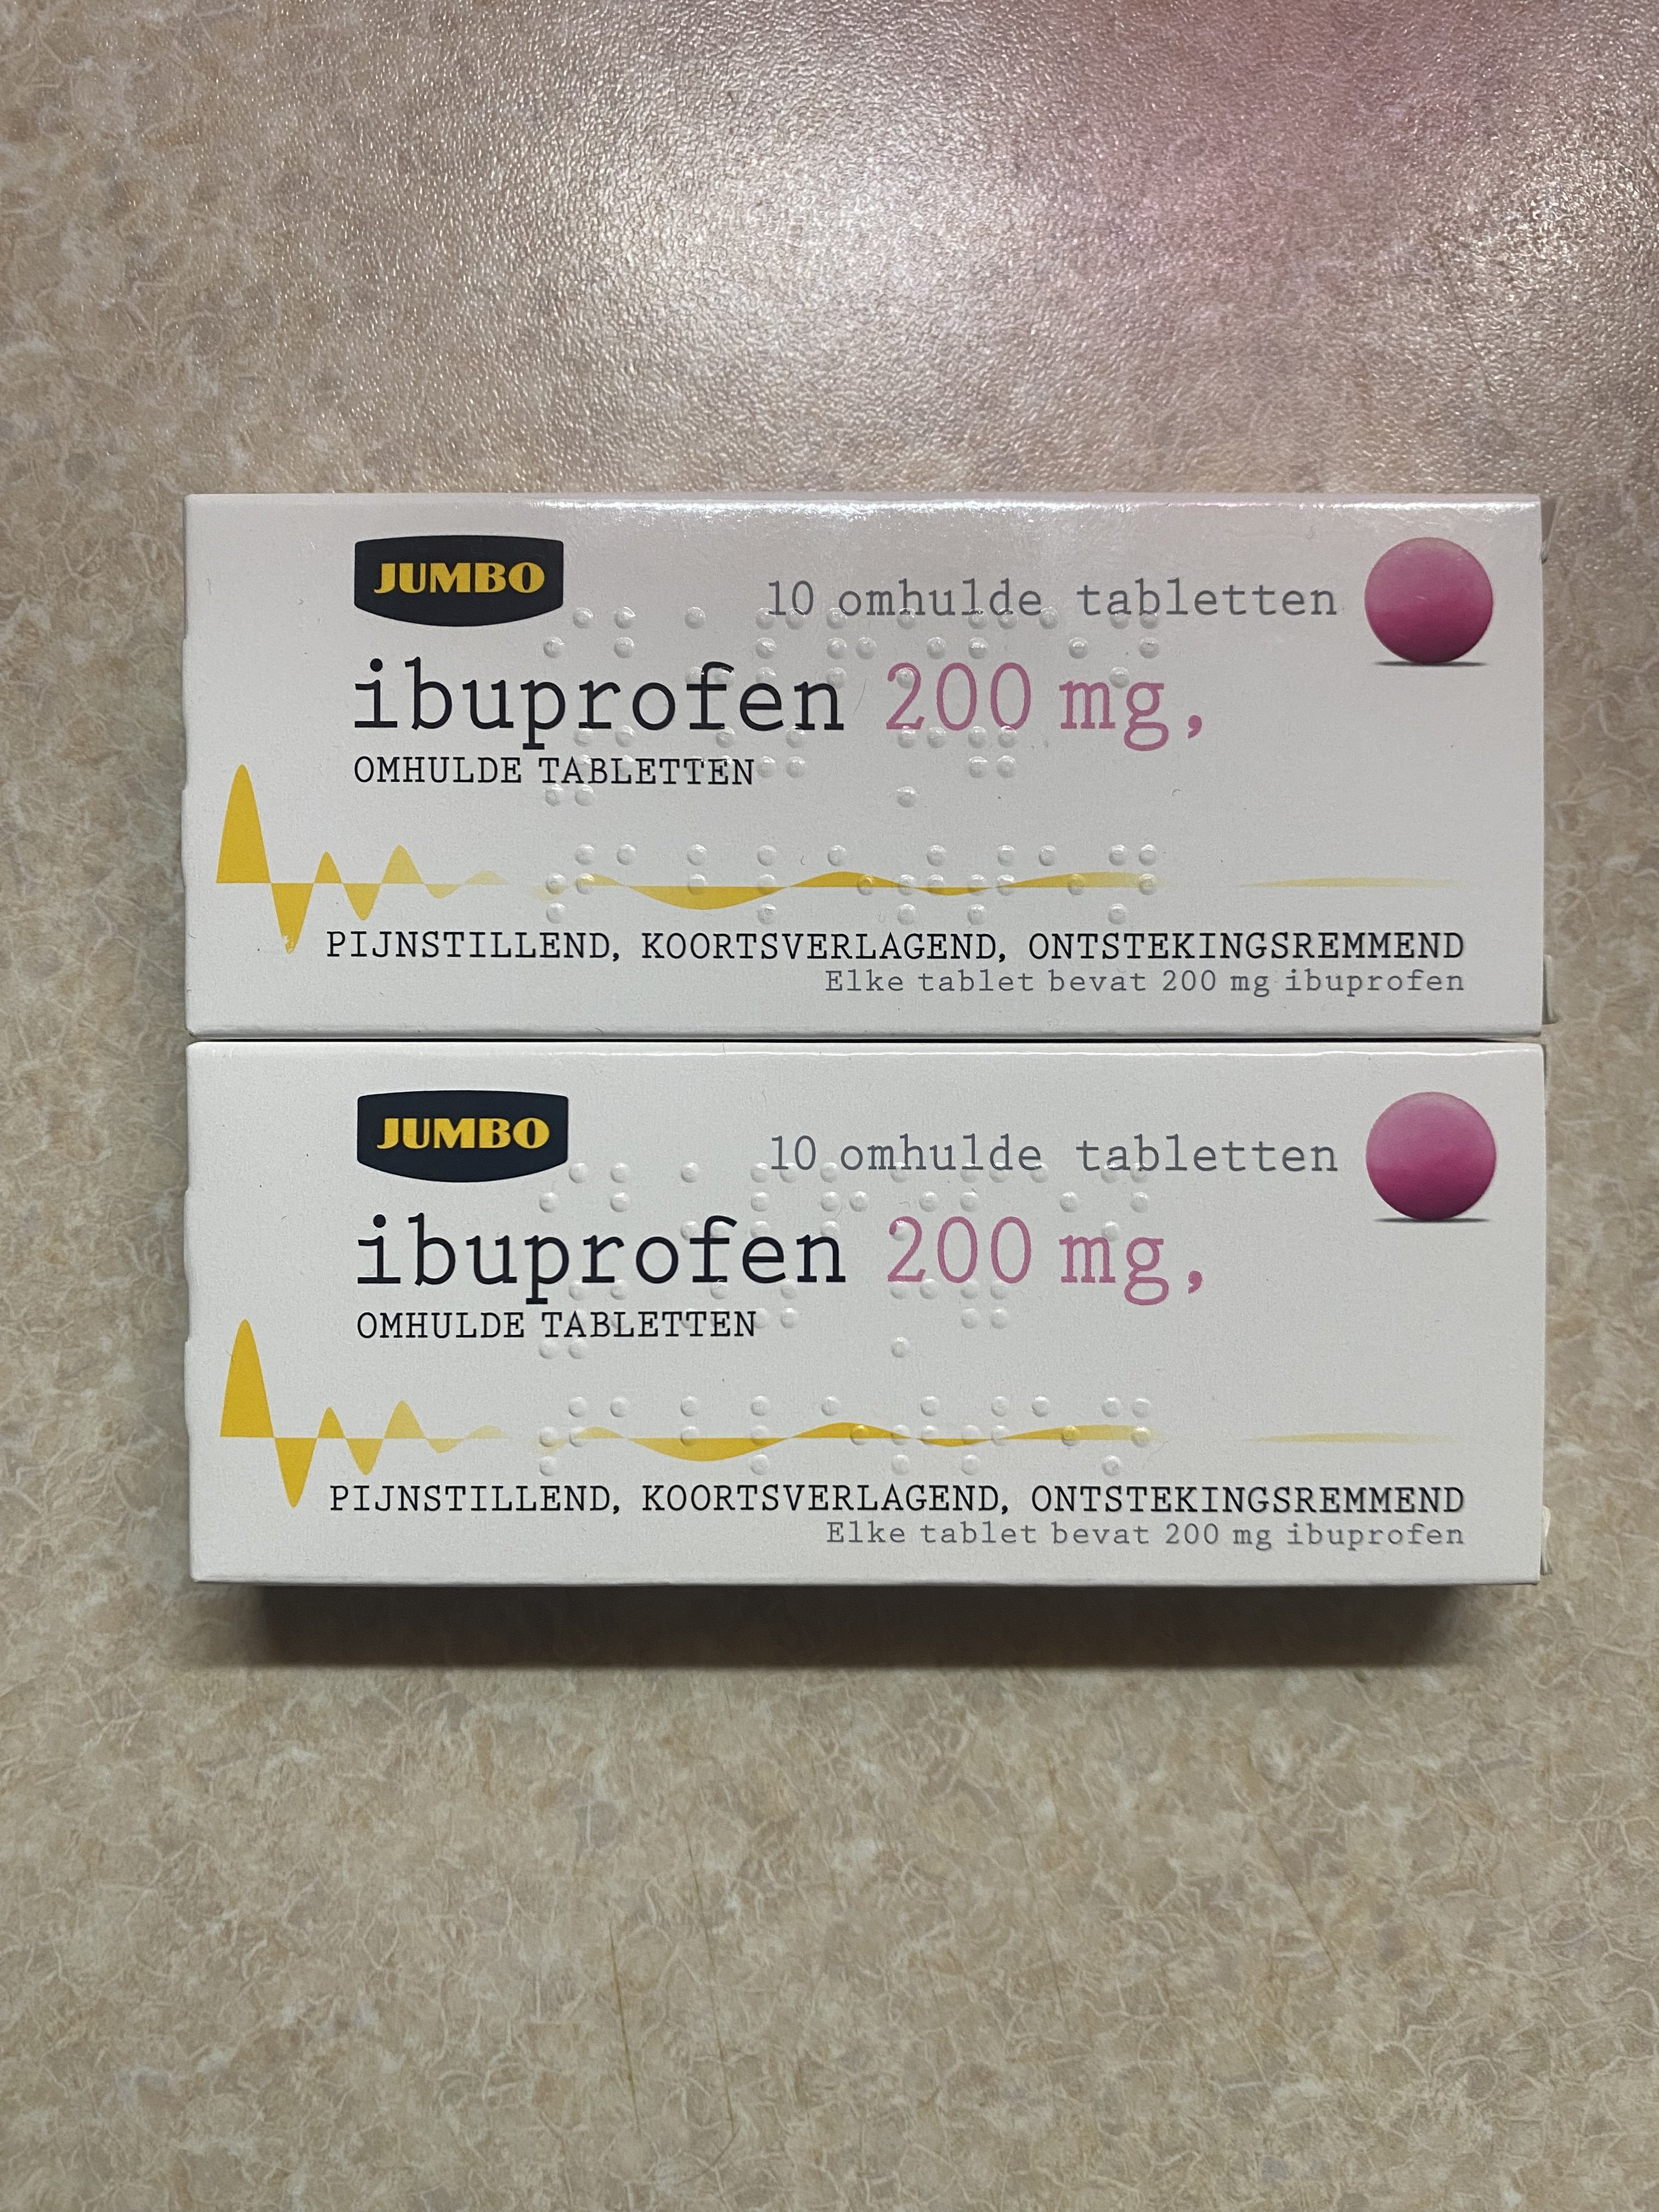 JUMBO
10 omhulde tabletten
ibuprofen 200 mg,
OMHULDE TABLETTEN
PIJNSTILLEND, KOORTSVERLAGEND, ONTSTEKINGSREMMEND
Elke tablet bevat 200 mg ibuprofen
JUMBO
10 omhulde tabletten
ibuprofen 200 mg,
OMHULDE TABLETTEN
PIJNSTILLEND, KOORTSVERLAGEND, ONTSTEKINGSREMMEND
Elke tablet bevat 200 mg ibuprofen